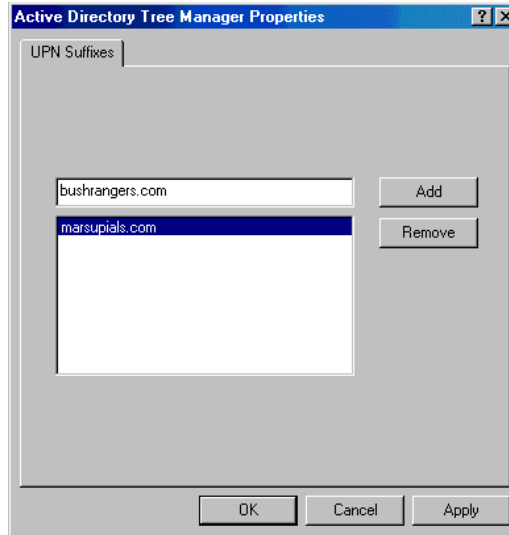 Active Directory Tree Manager Properties
UPN Suffixes
bushrangers.com
Add
marsupials.com
Remove
OK
Cancel
Apply